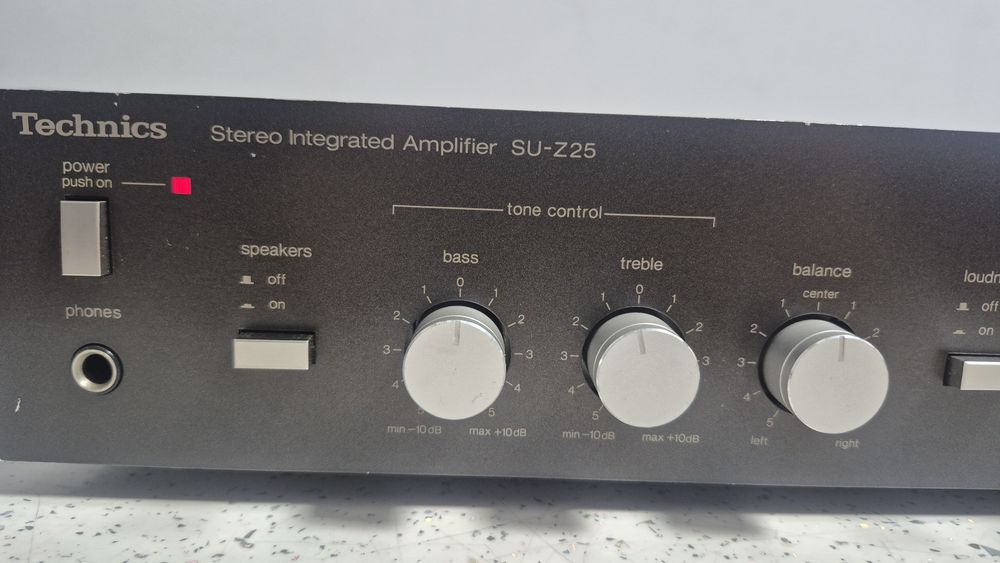 Technics
Stereo Integrated Amplifier SU-Z25
power
push on
phones
speakers
off
on
tone control
bass
0
1 1
2 2
3 3
4 4
5 5
min -10dB max +10dB
treble
0
1 1
2 2
3 3
4
5
min -10dB max +10dB
balance
center
1 1
2 2
3
4
5
left right
loudn
off
on